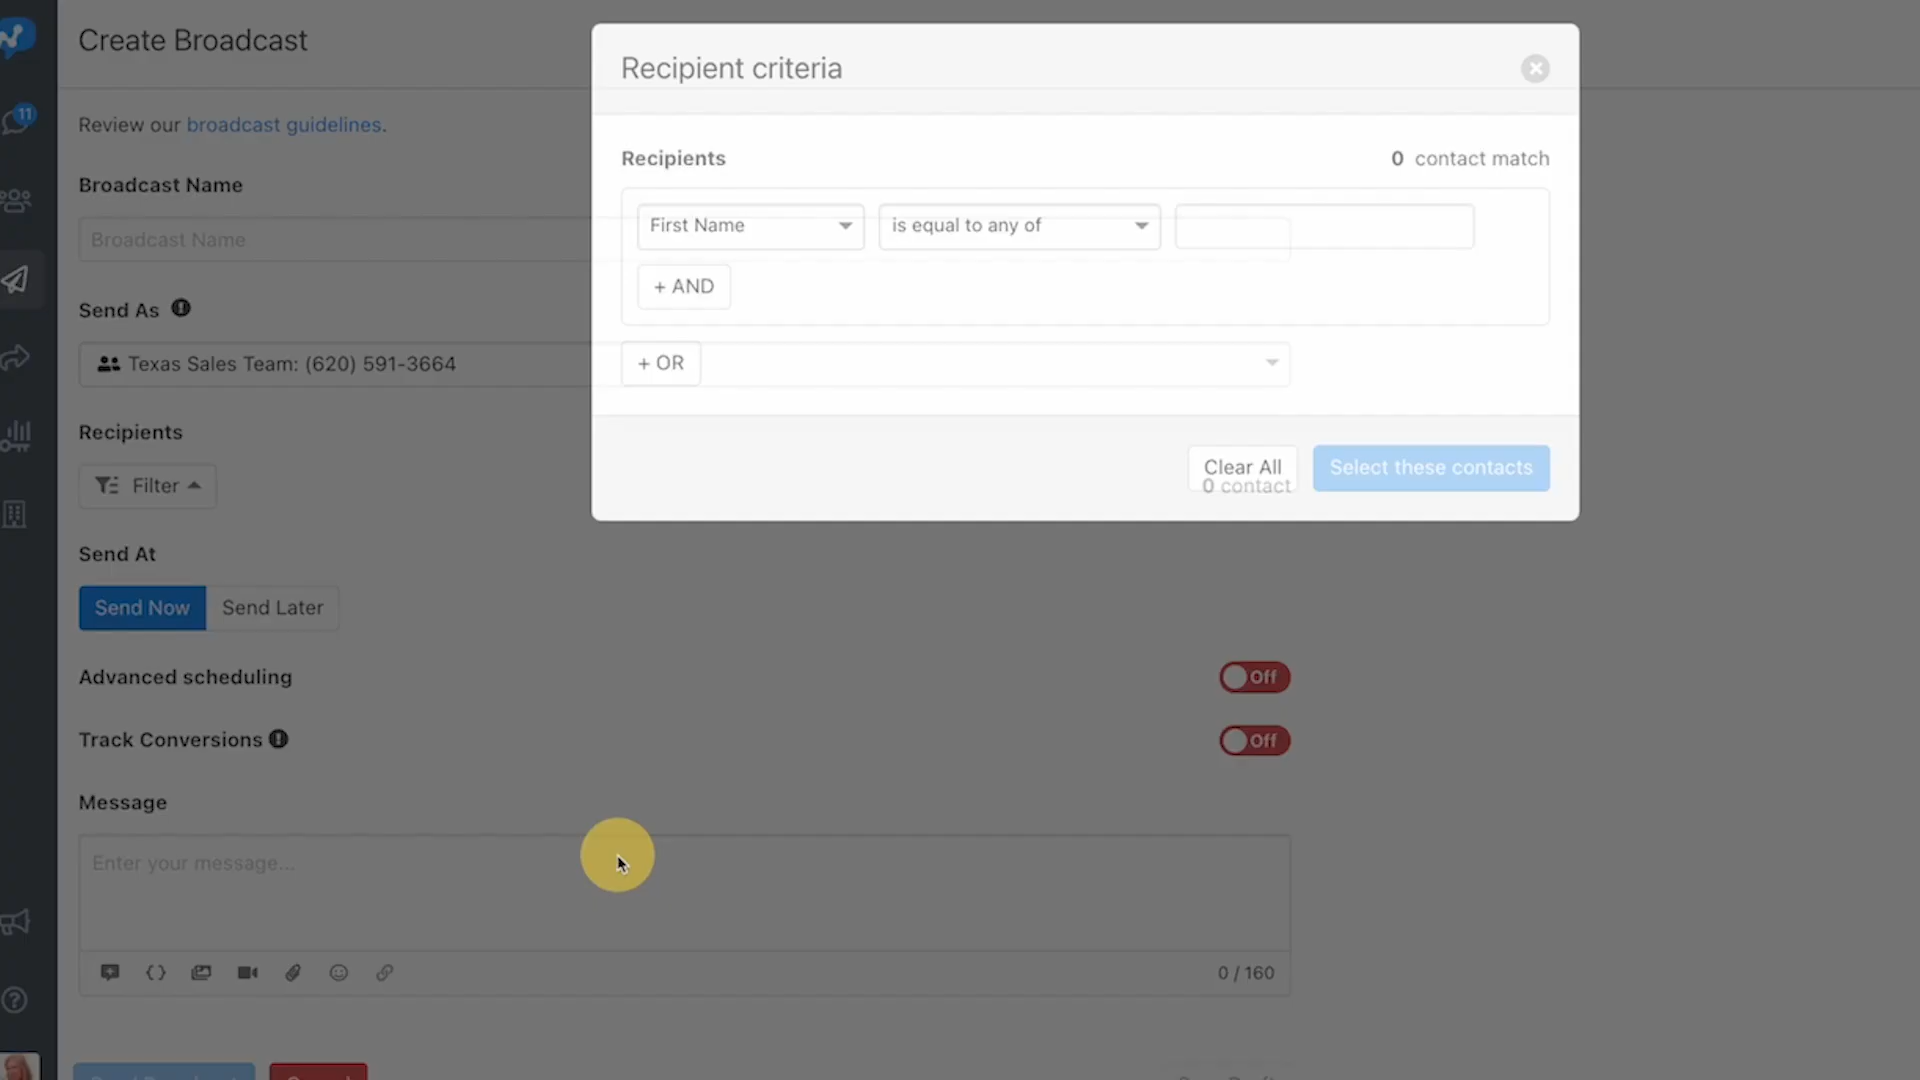 Create Broadcast
Recipient criteria
11
Review our broadcast guidelines.
Recipients
0 contact match
Broadcast Name
First Name
is equal to any of
Broadcast Name
+ AND
Send As
Texas Sales Team: (620) 591-3664
+ OR
Recipients
Clear All
Select these contacts
0 contact
Filter
Send At
Send Now
Send Later
Advanced scheduling
Off
Track Conversions
Off
Message
Enter your message...
0 / 160